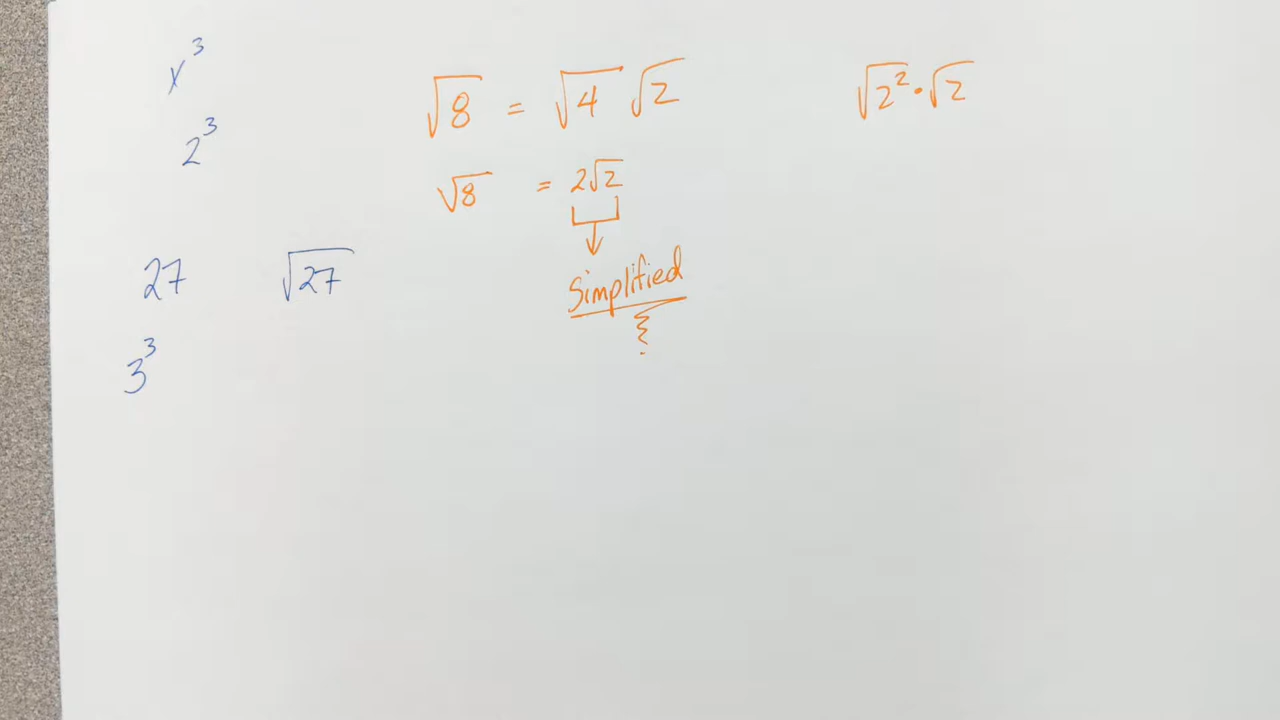 x³
2³
√8 = √4 √2
√2² · √2
√8 = 2√2
Simplified
27 √27
3³